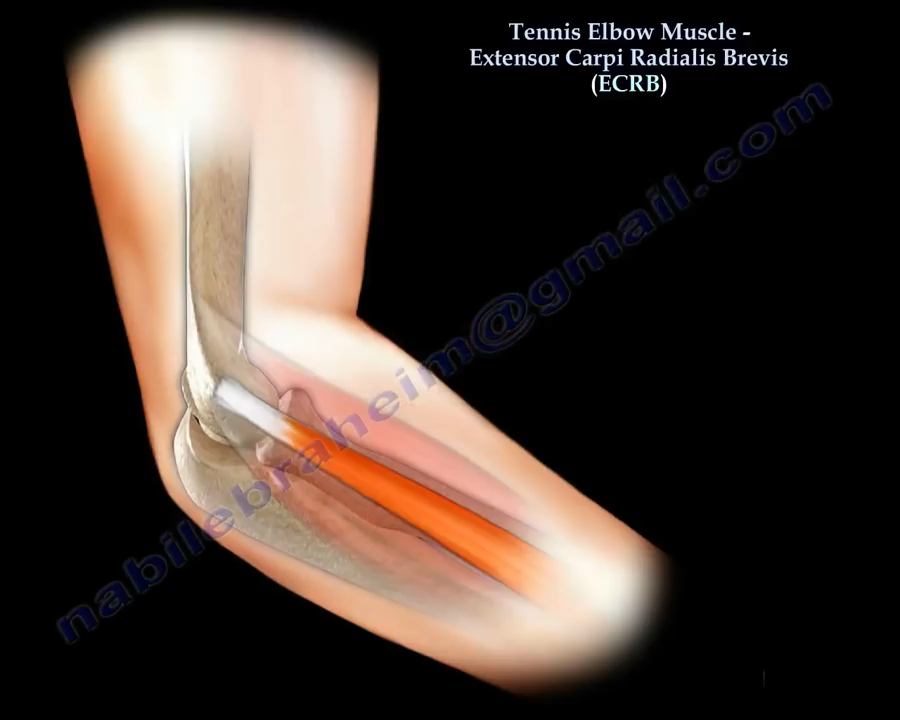 Tennis Elbow Muscle -
Extensor Carpi Radialis Brevis
(ECRB)
nabilebraheim@gmail.com